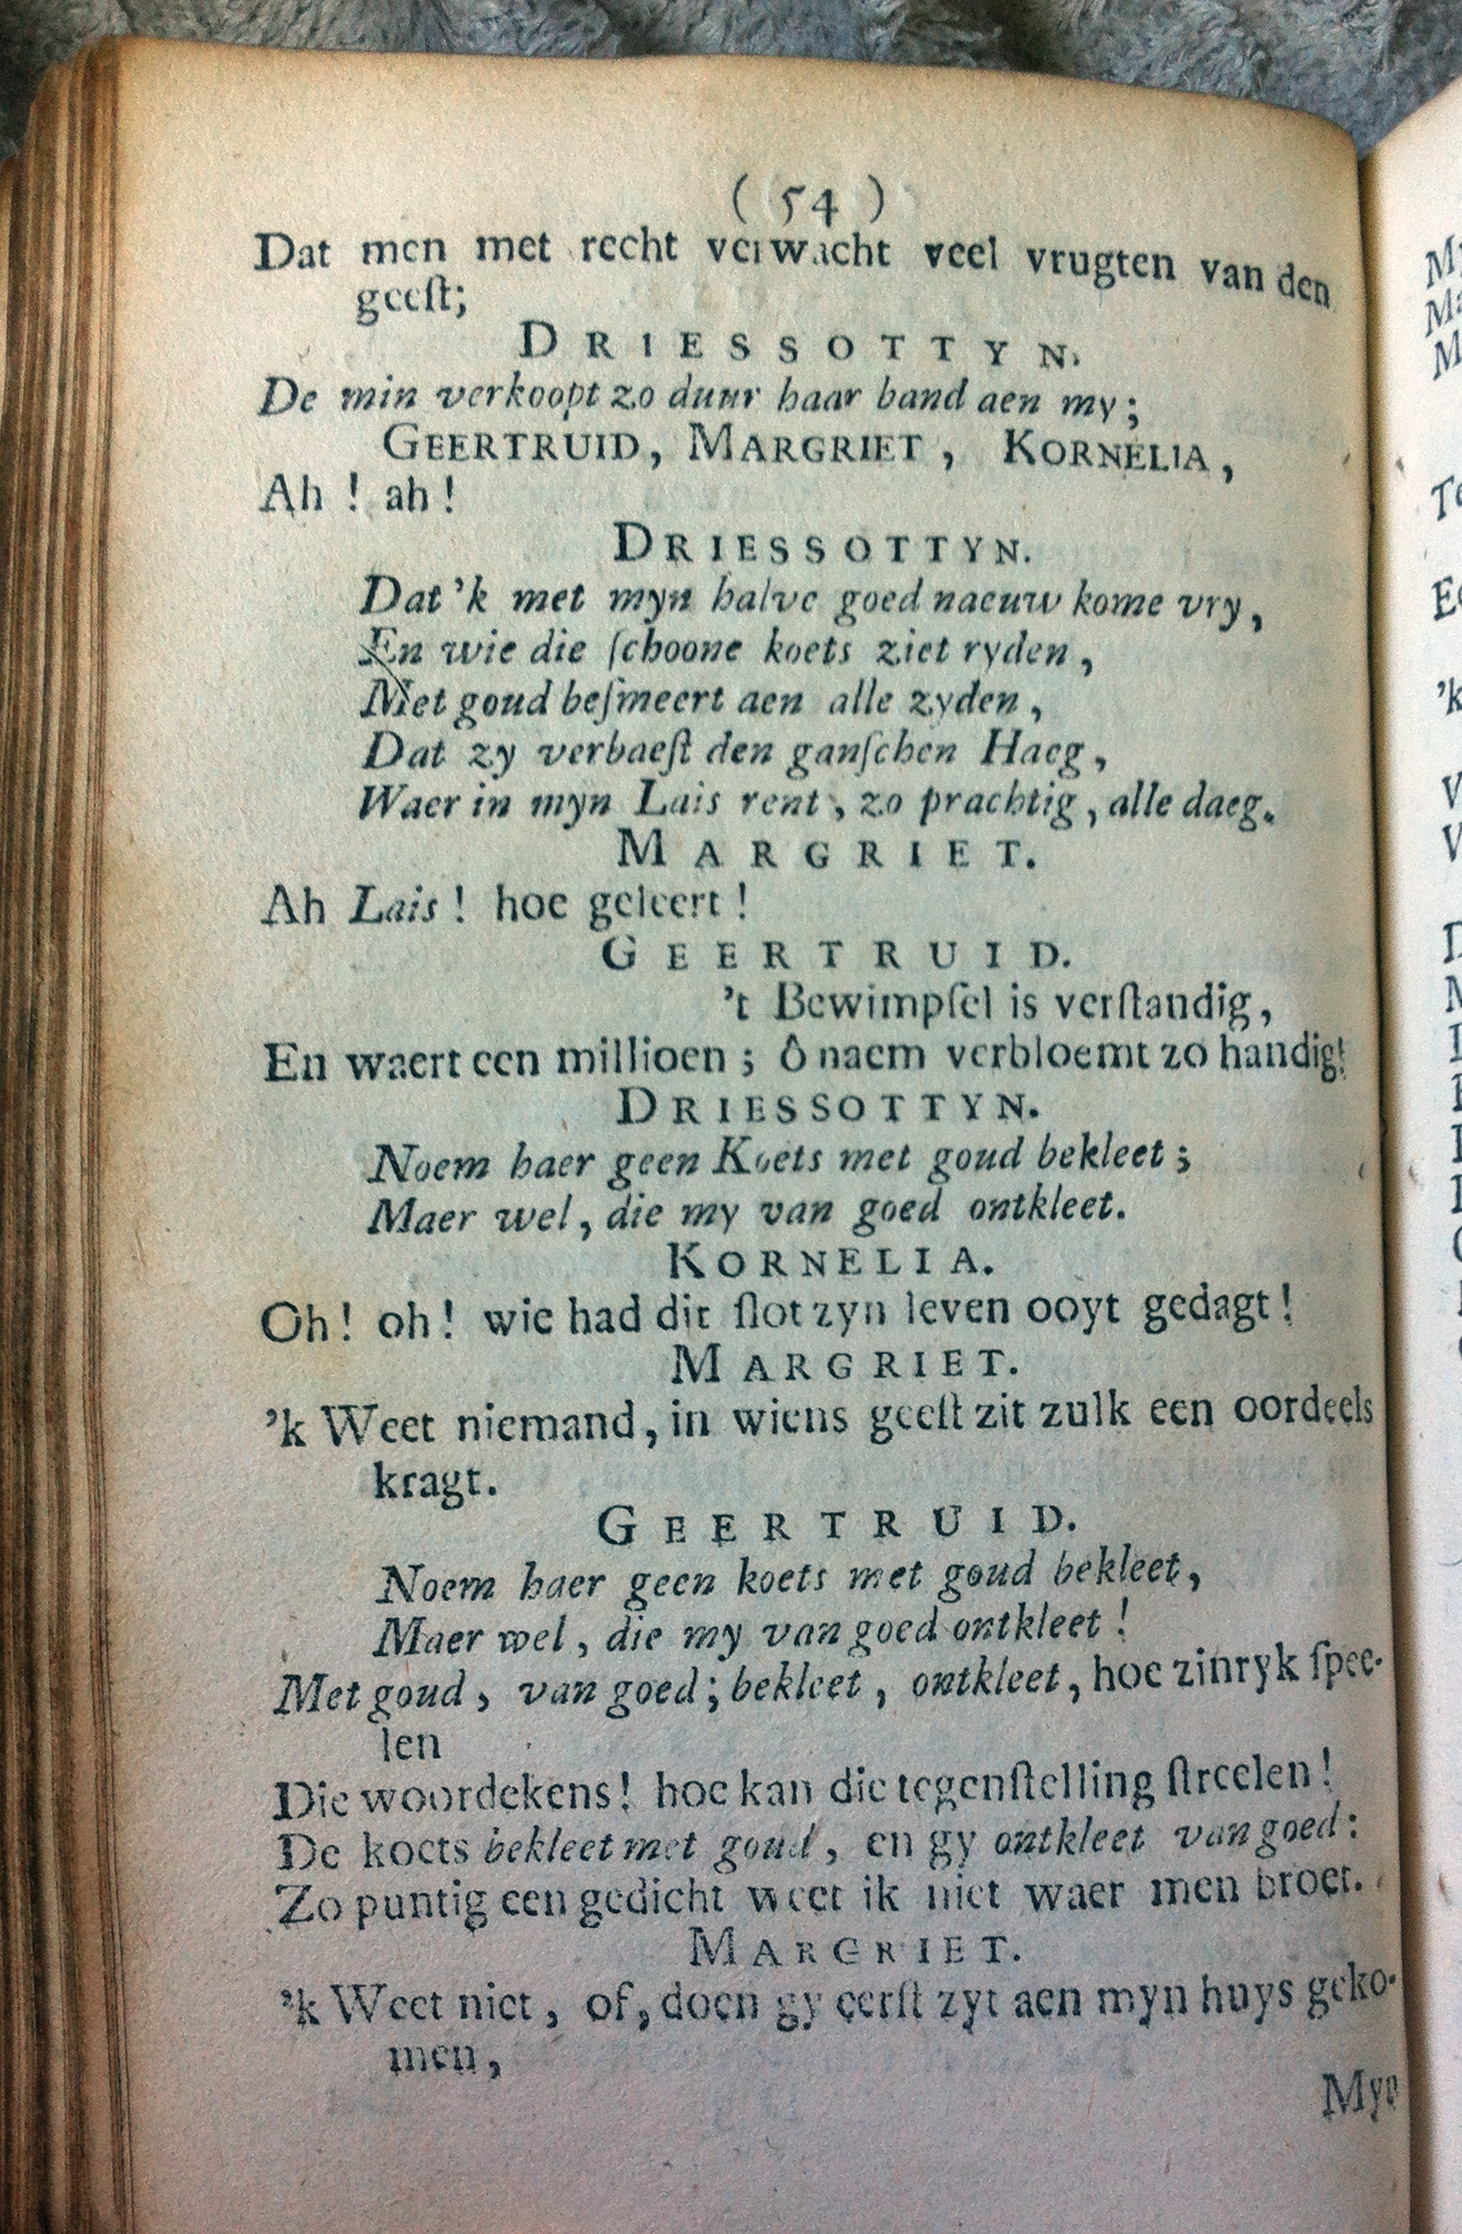 ( 54 )
Dat men met recht verwacht veel vrugten van den
geeſt;
DRIESSOTTYN.
De min verkoopt zo duur haar band aen my;
GEERTRUID, MARGRIET, KORNELIA,
Ah! ah!
DRIESSOTTYN.
Dat 'k met myn halve goed naeuw kome vry,
En wie die ſchoone koets ziet ryden,
Met goud beſmeert aen alle zyden,
Dat zy verbaeſt den ganſchen Haeg,
Waer in myn Lais rent, zo prachtig, alle daeg.
MARGRIET.
Ah Lais! hoe geleert!
GEERTRUID.
't Bewimpſel is verſtandig,
En waert een millioen; ô naem verbloemt zo handig!
DRIESSOTTYN.
Noem haer geen Koets met goud bekleet;
Maer wel, die my van goed ontkleet.
KORNELIA.
Oh! oh! wie had dit ſlot zyn leven ooyt gedagt!
MARGRIET.
'k Weet niemand, in wiens geeſt zit zulk een oordeels
kragt.
GEERTRUID.
Noem haer geen koets met goud bekleet,
Maer wel, die my van goed ontkleet!
Met goud, van goed; bekleet, ontkleet, hoe zinryk ſpee-
len
Die woordekens! hoe kan die tegenſtelling ſtreelen!
De koets bekleet met goud, en gy ontkleet van goed:
Zo puntig een gedicht weet ik niet waer men broet.
MARGRIET.
'k Weet niet, of, doen gy eerſt zyt aen myn huys geko-
men,
Myn